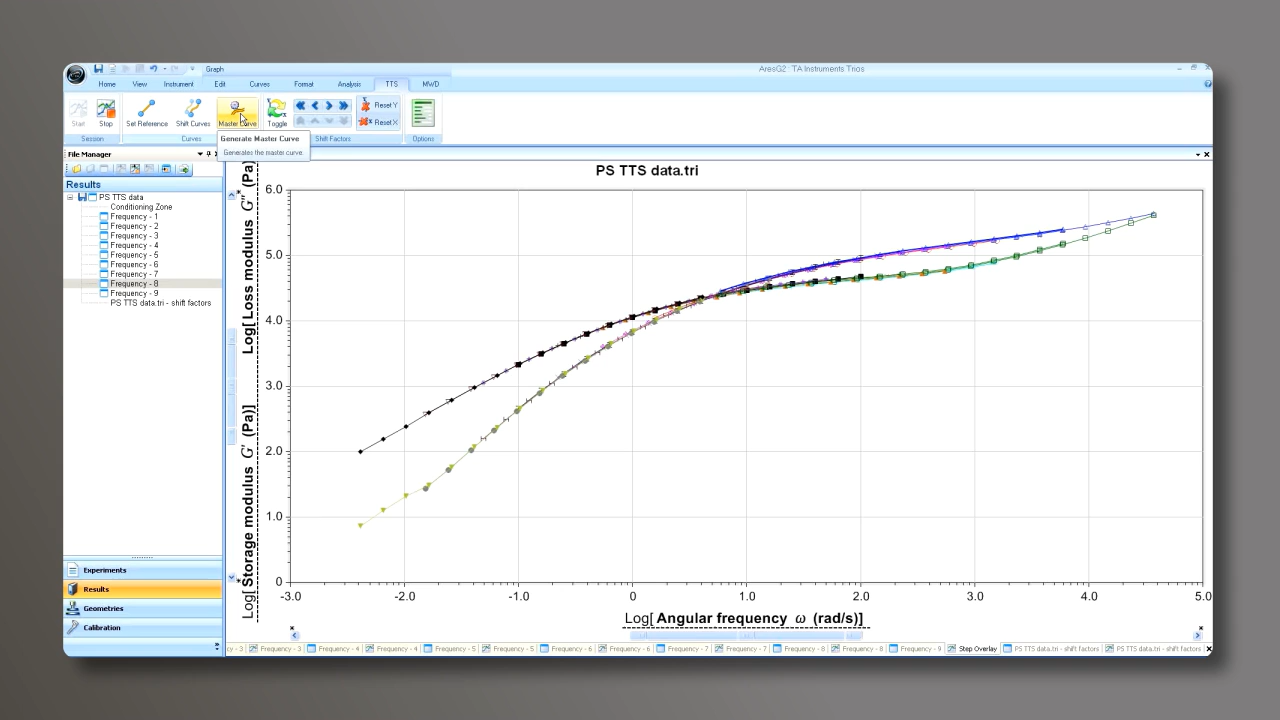 Graph
AresG2 - TA Instruments Trios
Home View Instrument Edit Curves Format Analysis TTS MWD
Start Stop Set Reference Shift Curves Master Curve Toggle Reset Y
Reset X
Session Curves Shift Factors Options
Generate Master Curve
Generates the master curve.
File Manager
Results
PS TTS data
Conditioning Zone
Frequency - 1
Frequency - 2
Frequency - 3
Frequency - 4
Frequency - 5
Frequency - 6
Frequency - 7
Frequency - 8
Frequency - 9
PS TTS data.tri - shift factors
Experiments
Results
Geometries
Calibration
PS TTS data.tri
Log[ Loss modulus G'' (Pa)
Log[ Storage modulus G' (Pa)]
6.0
5.0
4.0
3.0
2.0
1.0
0
-3.0 -2.0 -1.0 0 1.0 2.0 3.0 4.0 5.0
Log[ Angular frequency ω (rad/s)]
cy - 3 Frequency - 3 Frequency - 4 Frequency - 4 Frequency - 5 Frequency - 5 Frequency - 6 Frequency - 6 Frequency - 7 Frequency - 7 Frequency - 8 Frequency - 8 Frequency - 9 Step Overlay PS TTS data.tri - shift factors PS TTS data.tri - shift factors